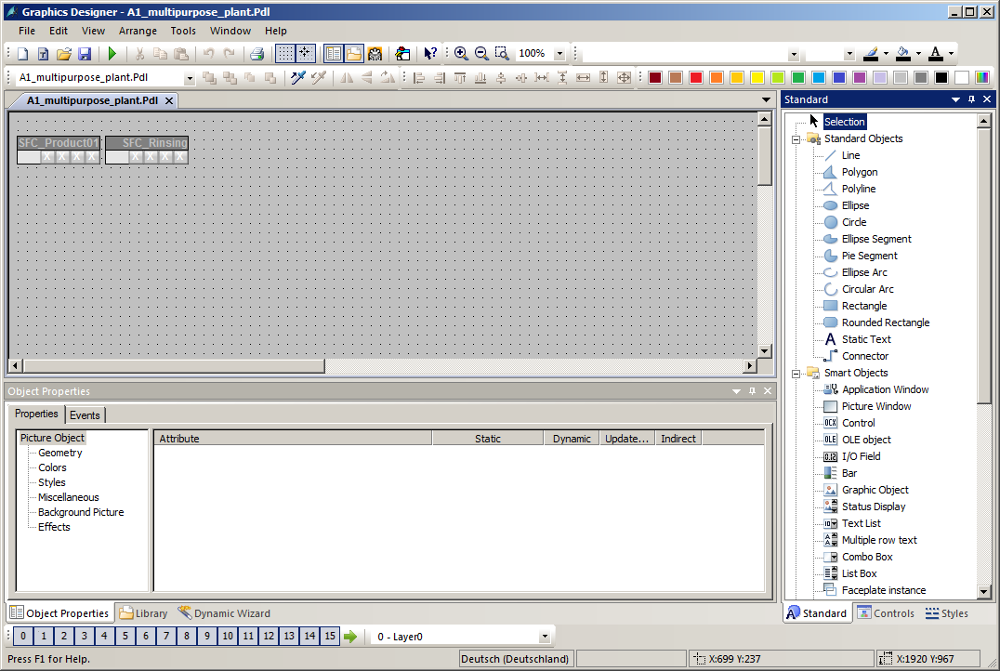 Graphics Designer - A1_multipurpose_plant.Pdl
File Edit View Arrange Tools Window Help
100%
A1_multipurpose_plant.Pdl
A1_multipurpose_plant.Pdl
SFC_Product01 SFC_Rinsing
X X X X X X X X
Object Properties
Properties Events
Picture Object
Geometry
Colors
Styles
Miscellaneous
Background Picture
Effects
Attribute Static Dynamic Update... Indirect
Object Properties Library Dynamic Wizard
0 1 2 3 4 5 6 7 8 9 10 11 12 13 14 15 0 - Layer0
Standard
Selection
Standard Objects
Line
Polygon
Polyline
Ellipse
Circle
Ellipse Segment
Pie Segment
Ellipse Arc
Circular Arc
Rectangle
Rounded Rectangle
A Static Text
Connector
Smart Objects
Application Window
Picture Window
OCX Control
OLE OLE object
0.12 I/O Field
Bar
Graphic Object
Status Display
Text List
Multiple row text
Combo Box
List Box
Faceplate instance
Standard Controls Styles
Press F1 for Help. Deutsch (Deutschland) X:699 Y:237 X:1920 Y:967